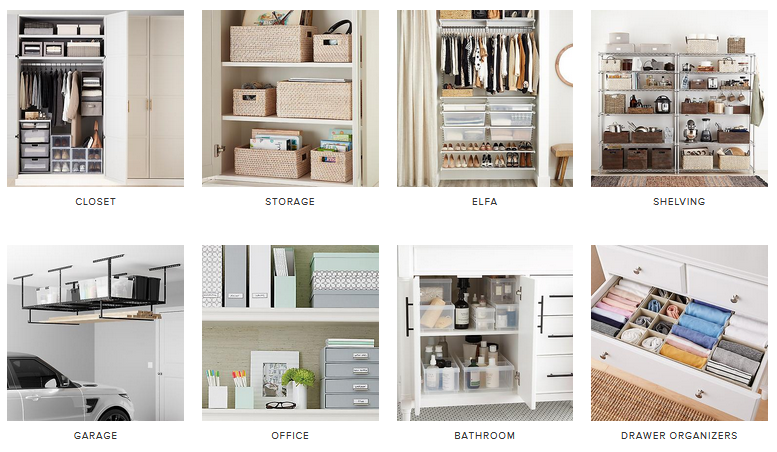 CLOSET
STORAGE
ELFA
SHELVING
GARAGE
OFFICE
BATHROOM
DRAWER ORGANIZERS